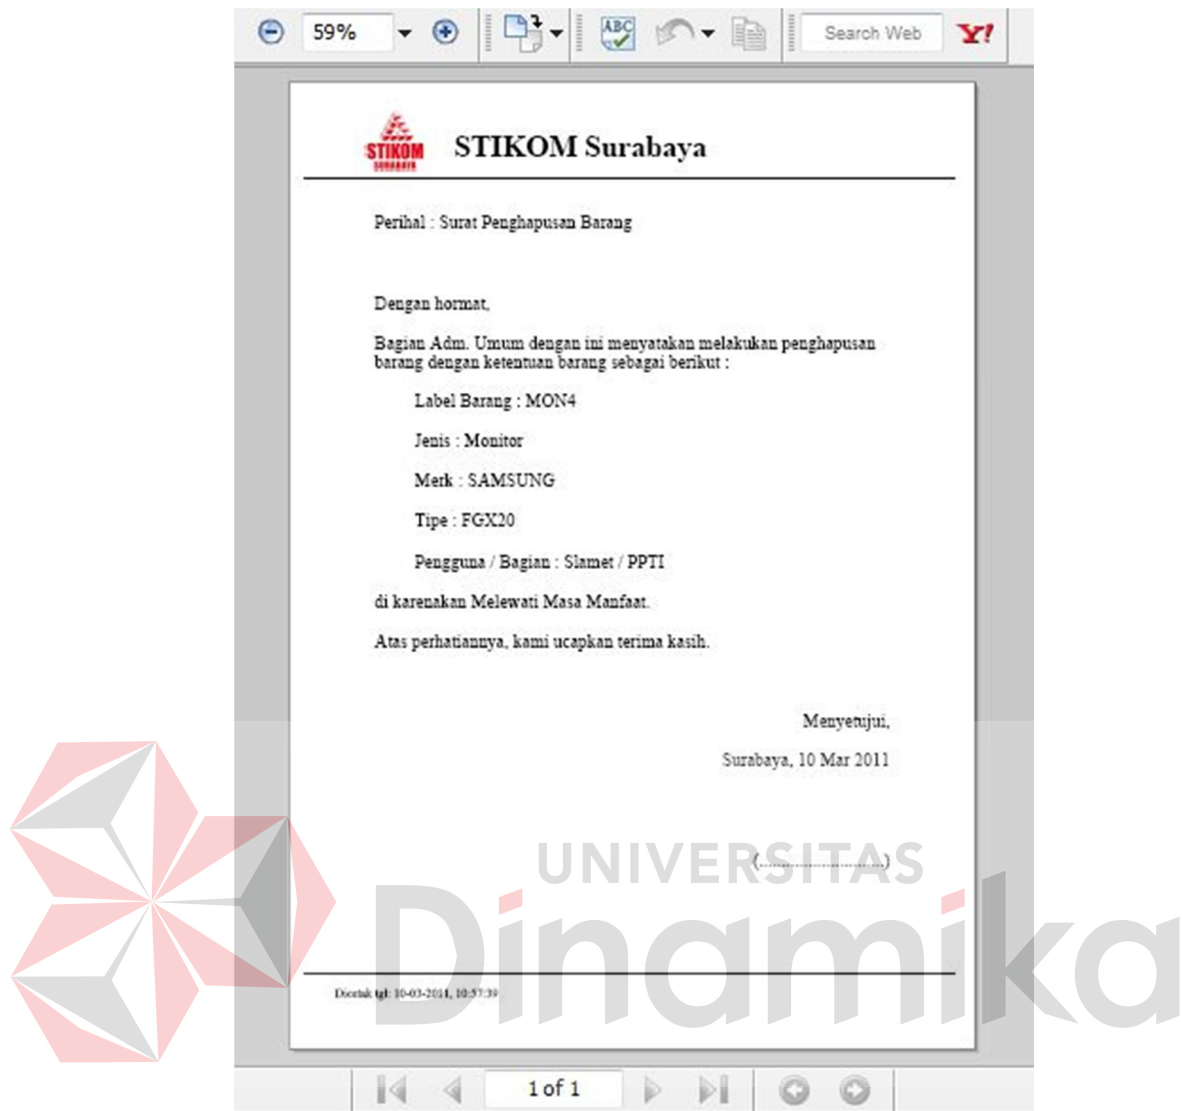 59%
ABC
Search Web
Y!
STIKOM
SURABAYA
STIKOM Surabaya
Perihal : Surat Penghapusan Barang
Dengan hormat,
Bagian Adm. Umum dengan ini menyatakan melakukan penghapusan
barang dengan ketentuan barang sebagai berikut :
Label Barang : MON4
Jenis : Monitor
Merk : SAMSUNG
Tipe : FGX20
Pengguna / Bagian : Slamet / PPTI
di karenakan Melewati Masa Manfaat.
Atas perhatiannya, kami ucapkan terima kasih.
Menyetujui,
Surabaya, 10 Mar 2011
(................................)
UNIVERSITAS
Dinamika
Dicetak tgl: 10-03-2011, 10:57:39
1 of 1